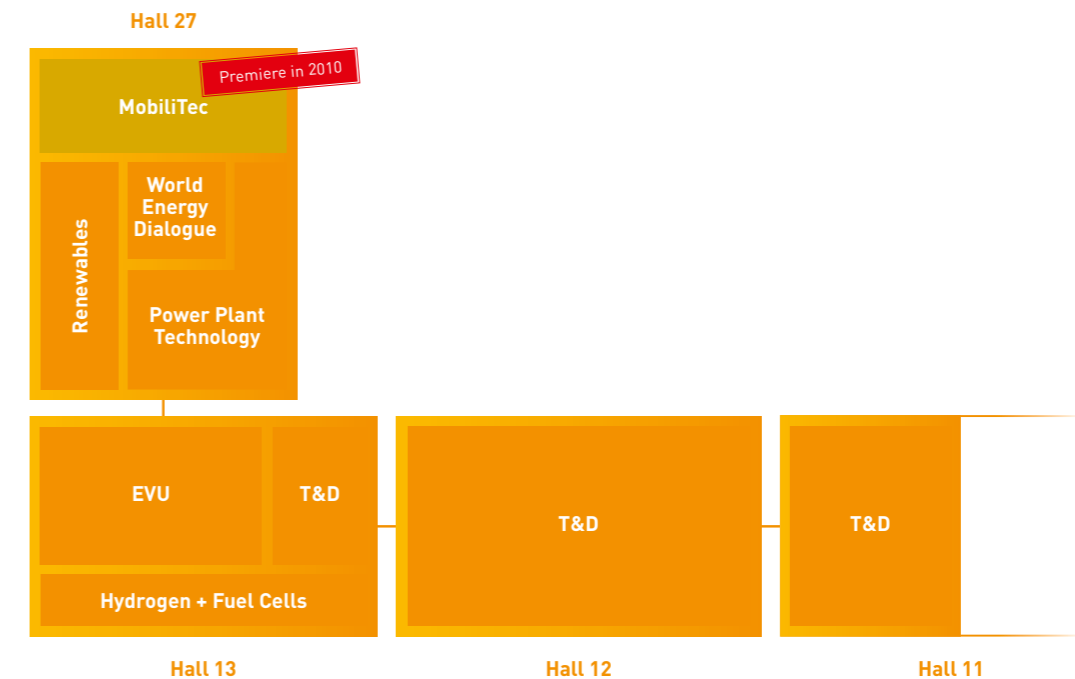 Hall 27
Premiere in 2010
MobiliTec
Renewables
World
Energy
Dialogue
Power Plant
Technology
EVU
T&D
Hydrogen + Fuel Cells
T&D
T&D
Hall 13
Hall 12
Hall 11